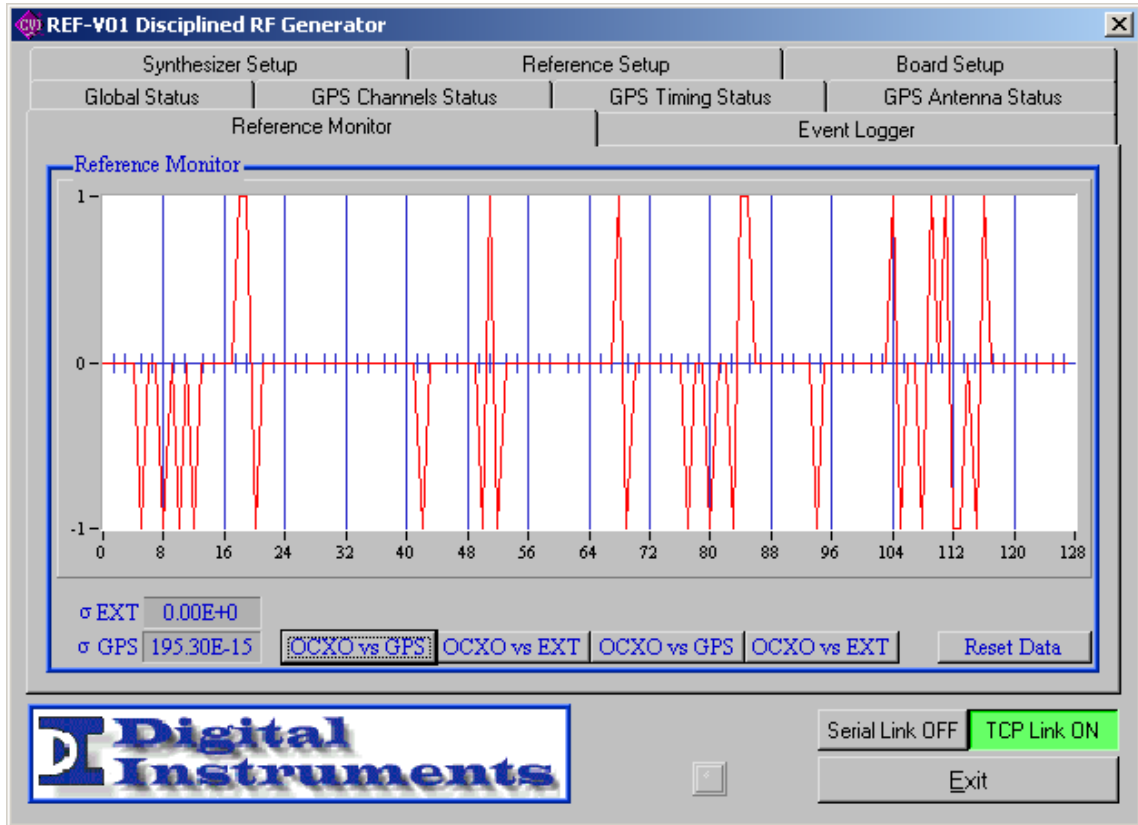 CVI REF-V01 Disciplined RF Generator
Synthesizer Setup Reference Setup Board Setup
Global Status GPS Channels Status GPS Timing Status GPS Antenna Status
Reference Monitor Event Logger
Reference Monitor
1
0
-1
0 8 16 24 32 40 48 56 64 72 80 88 96 104 112 120 128
σ EXT 0.00E+0
σ GPS 195.30E-15 OCXO vs GPS OCXO vs EXT OCXO vs GPS OCXO vs EXT Reset Data
DI Digital
Instruments
Serial Link OFF TCP Link ON
Exit